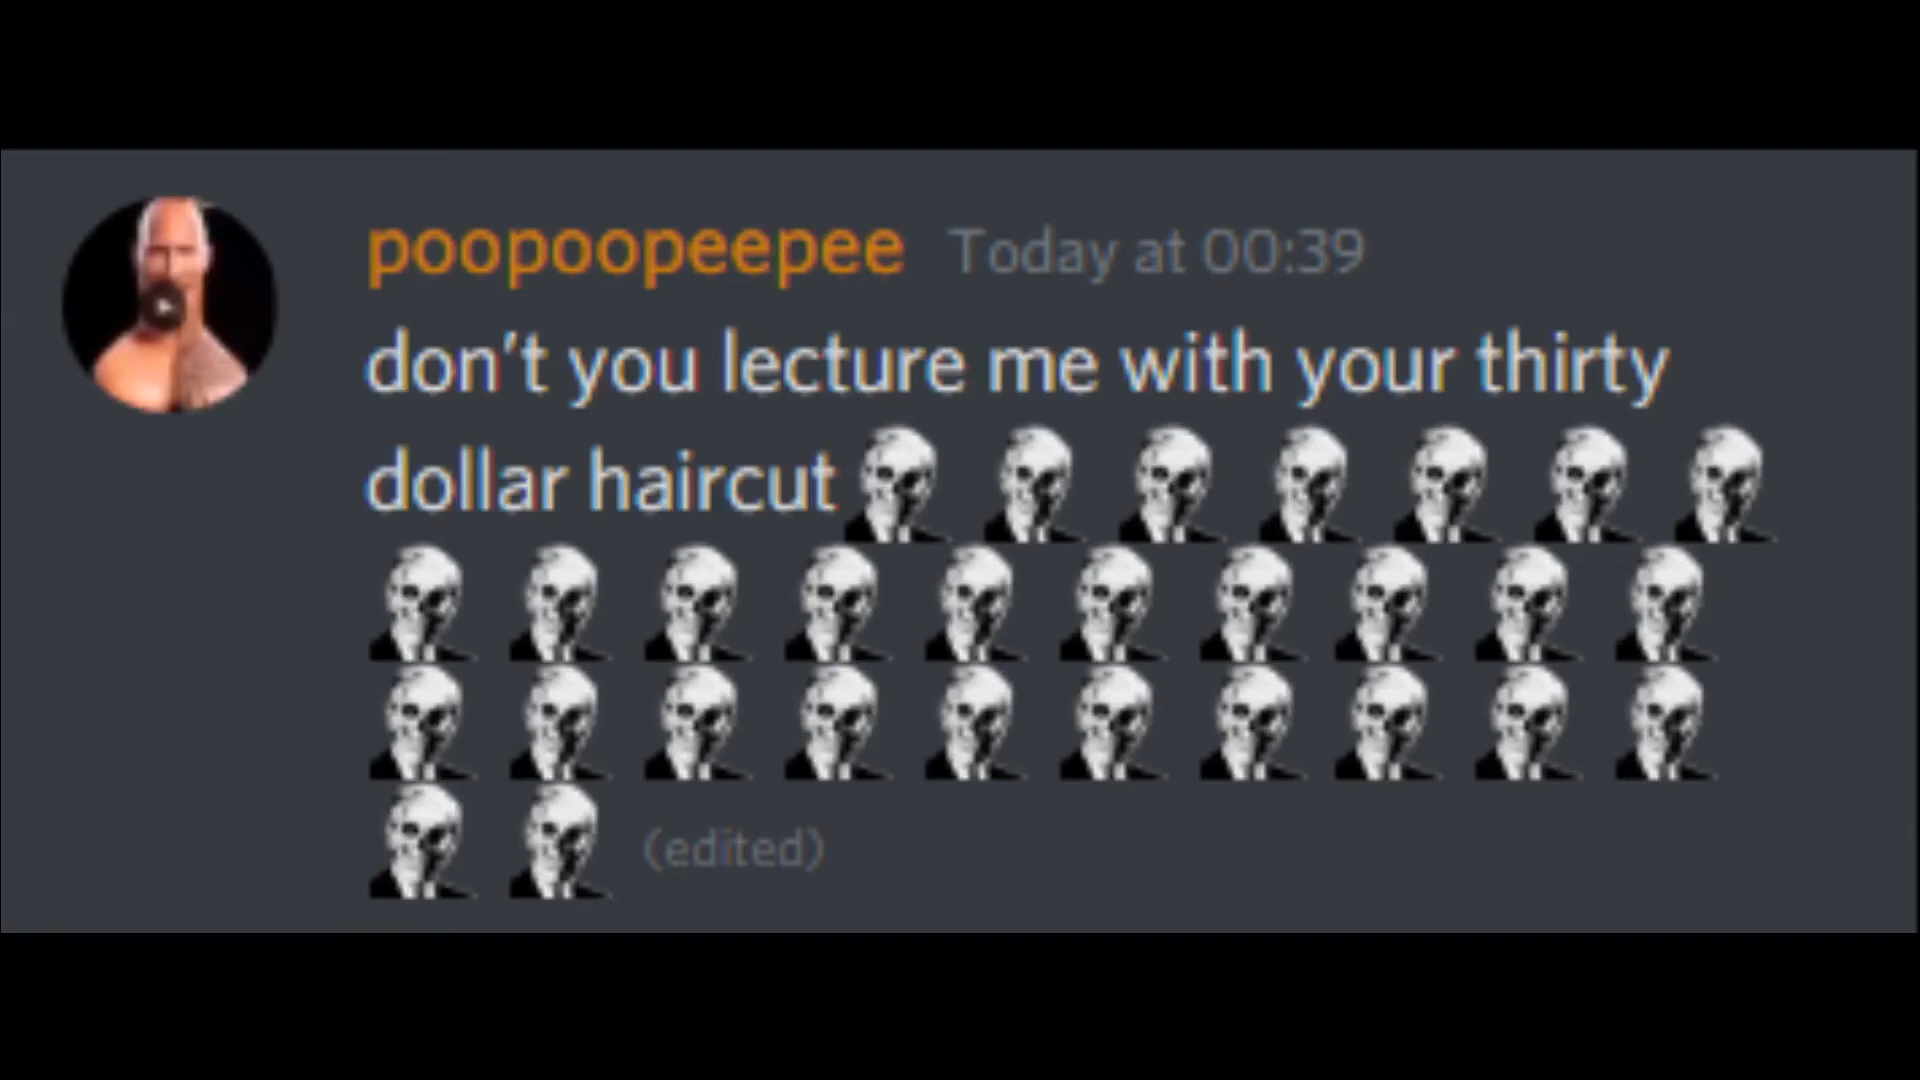 poopoopeepee Today at 00:39
don't you lecture me with your thirty
dollar haircut
(edited)